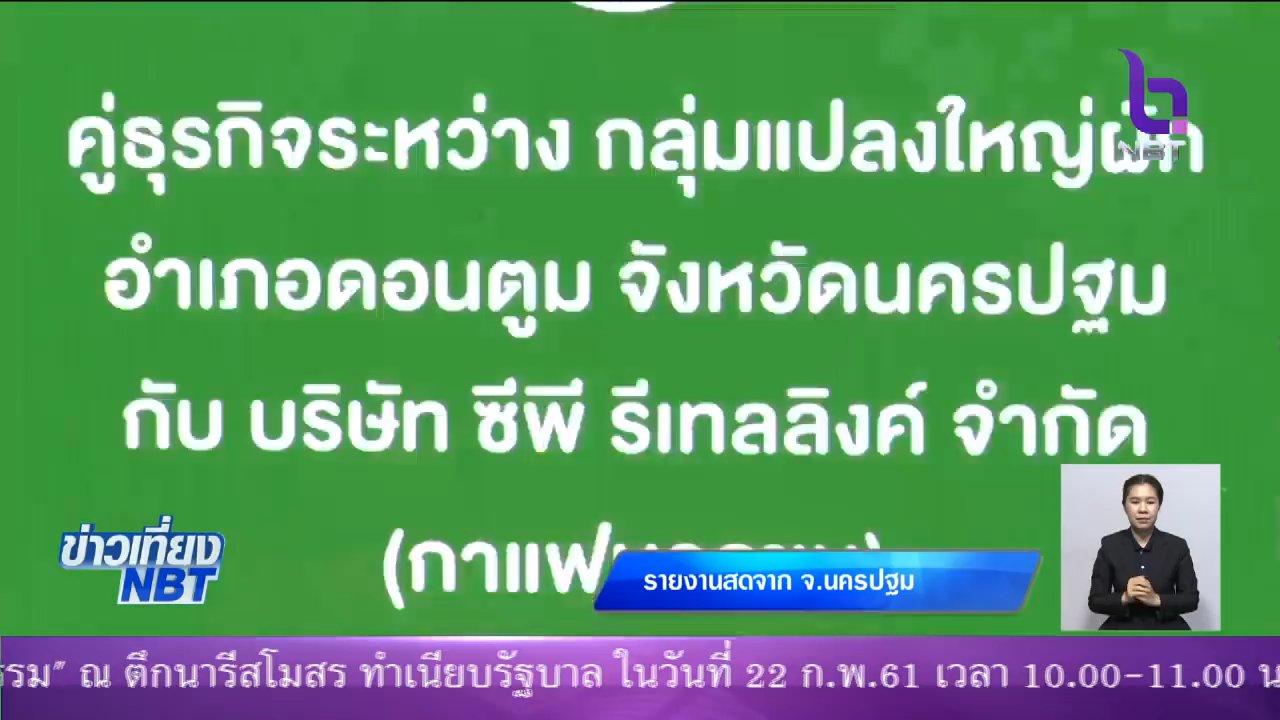 คู่ธุรกิจระหว่าง กลุ่มแปลงใหญ่ผัก
NBT
อำเภอดอนตูม จังหวัดนครปฐม
กับ บริษัท ซีพี รีเทลลิงค์ จำกัด
(กาแฟ
ข่าวเที่ยง
NBT
รายงานสดจาก จ.นครปฐม
ณ ตึกนารีสโมสร ทำเนียบรัฐบาล ในวันที่ 22 ก.พ.61 เวลา 10.00-11.00 น